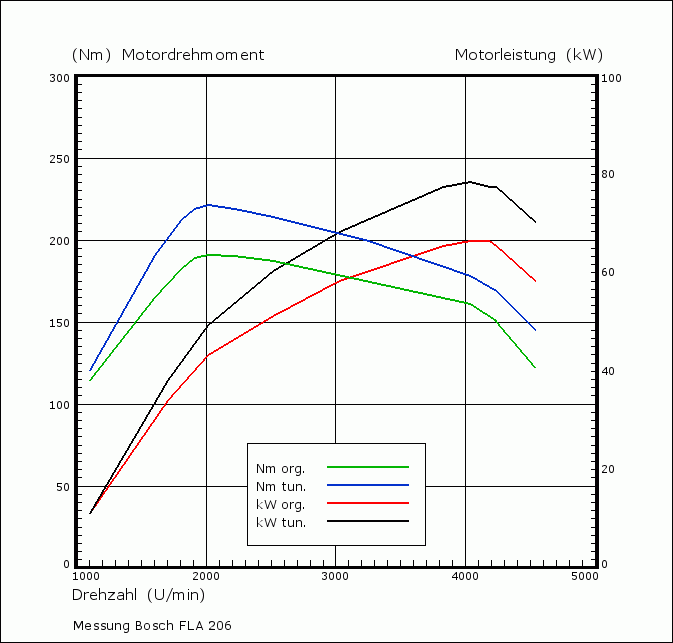 (Nm) Motordrehmoment Motorleistung (kW)
300 100
250
80
200
60
150
40
100
20
50
0 0
Nm org.
Nm tun.
kW org.
kW tun.
1000 2000 3000 4000 5000
Drehzahl (U/min)
Messung Bosch FLA 206